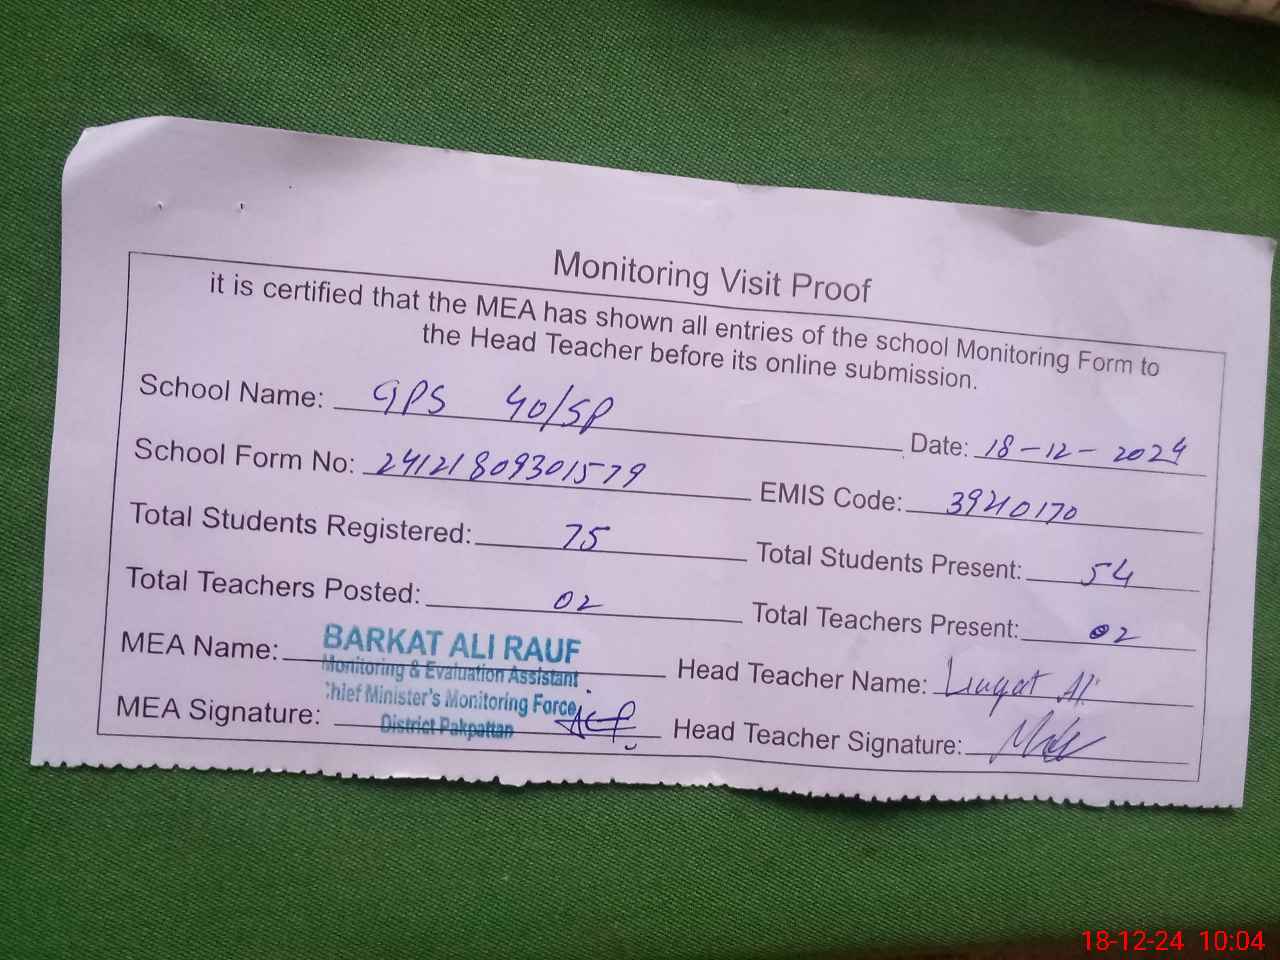 Monitoring Visit Proof
it is certified that the MEA has shown all entries of the school Monitoring Form to
the Head Teacher before its online submission.
School Name: GPS 40/SP Date: 18-12-2024
School Form No: 24121809301579 EMIS Code: 39210170
Total Students Registered: 75 Total Students Present: 54
Total Teachers Posted: 02 Total Teachers Present: 02
MEA Name: BARKAT ALI RAUF Head Teacher Name: Liaqat Ali
Monitoring & Evaluation Assistant
Chief Minister's Monitoring Force
District Pakpattan
MEA Signature: Head Teacher Signature:
18-12-24 10:04